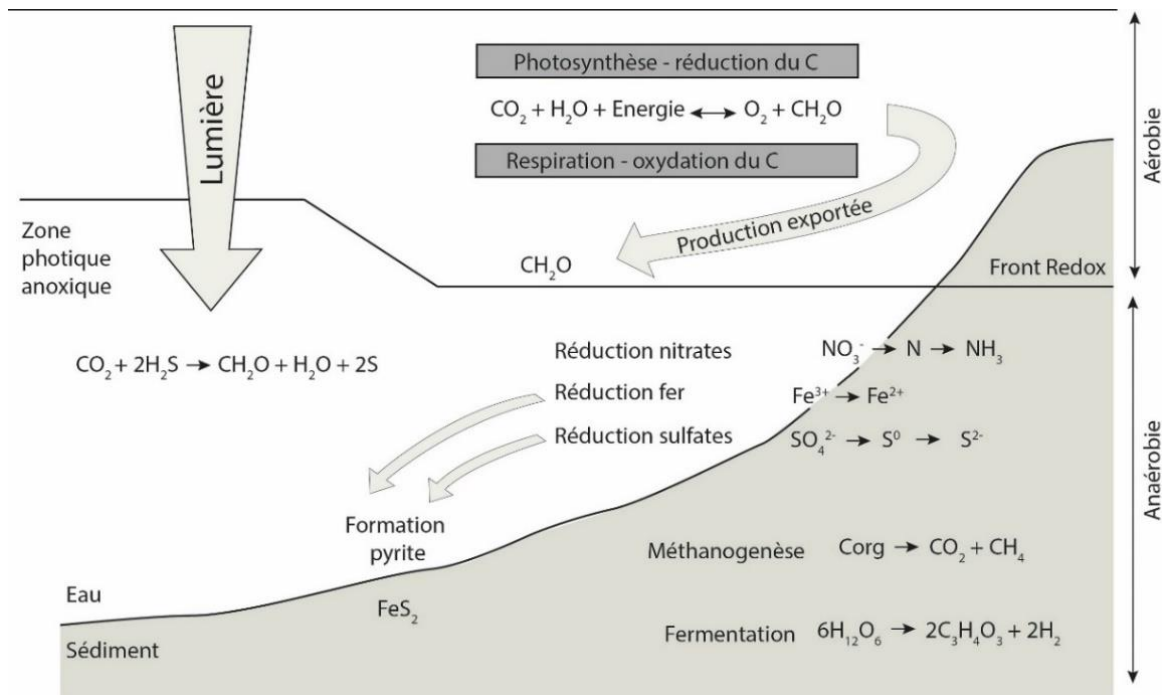 Lumière
Photosynthèse - réduction du C
CO₂ + H₂O + Energie ↔ O₂ + CH₂O
Respiration - oxydation du C
Production exportée
Aérobie
Zone
photique
anoxique
CH₂O
Front Redox
CO₂ + 2H₂S → CH₂O + H₂O + 2S
Réduction nitrates NO₃⁻ → N → NH₃
Réduction fer Fe³⁺ → Fe²⁺
Réduction sulfates SO₄²⁻ → S⁰ → S²⁻
Anaérobie
Formation
pyrite
FeS₂
Méthanogenèse Corg → CO₂ + CH₄
Eau
Sédiment
Fermentation 6H₁₂O₆ → 2C₃H₄O₃ + 2H₂